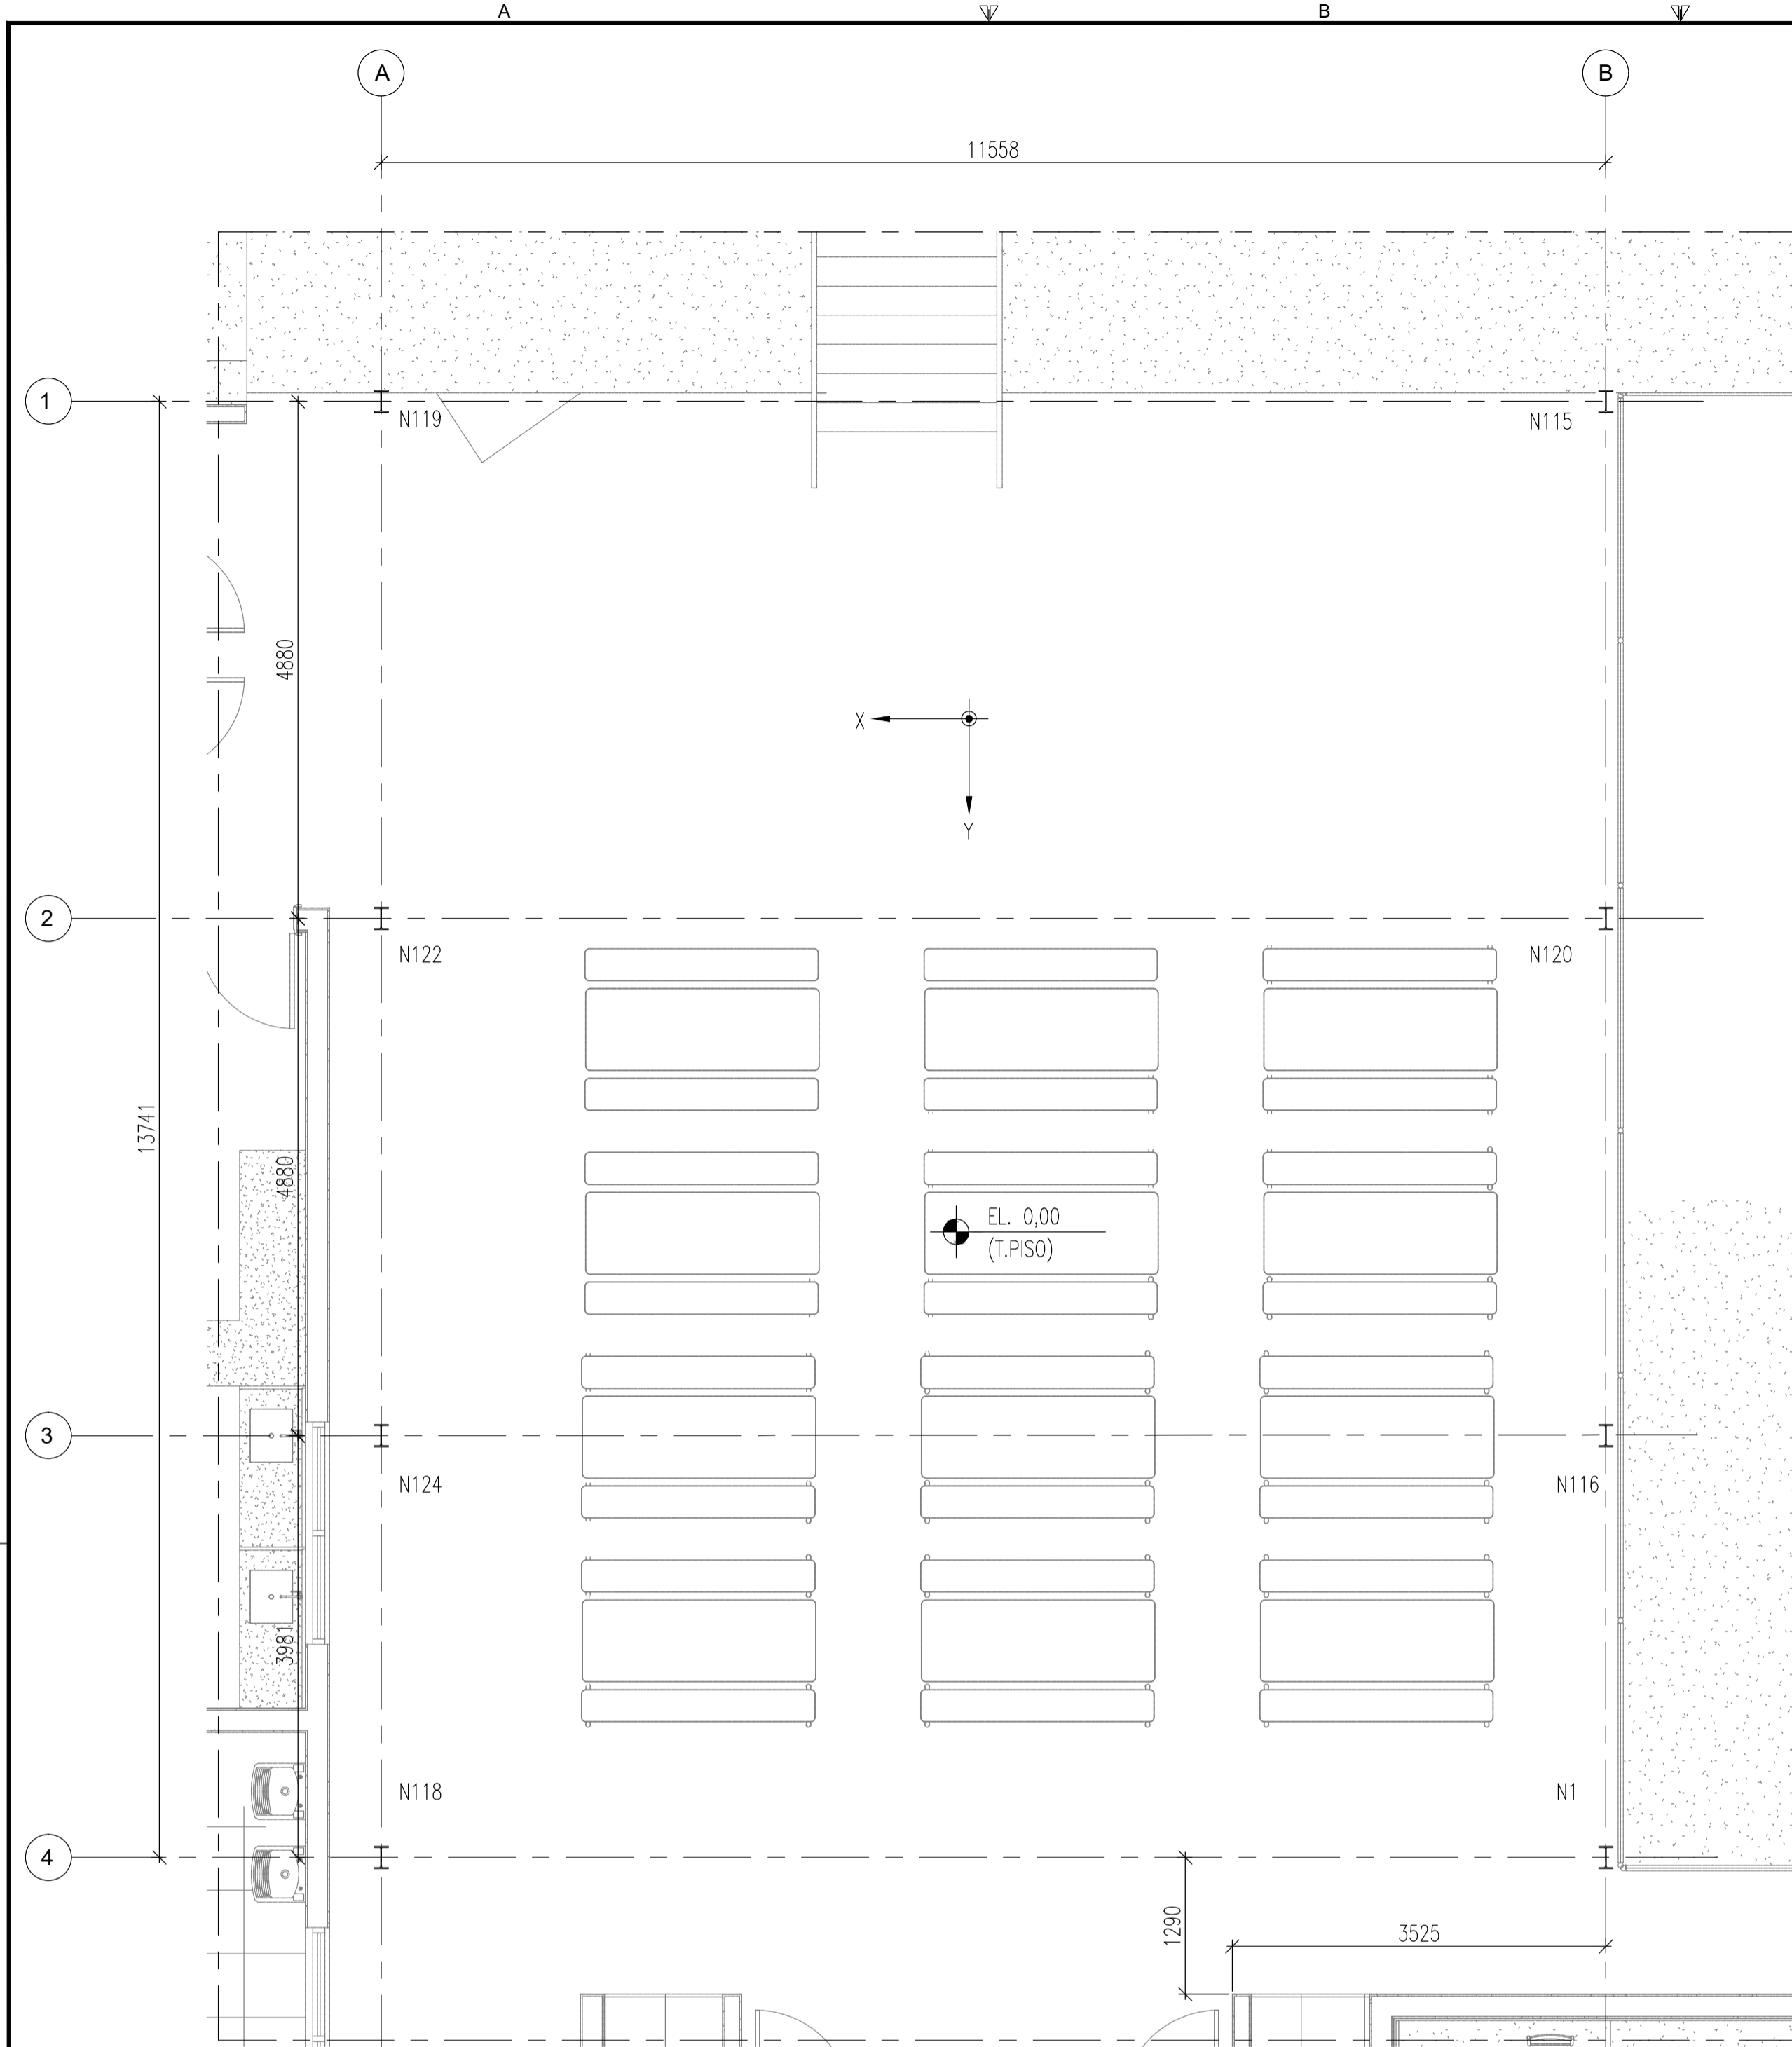 A
B
A
B
11558
1
N119
N115
4880
X
Y
2
N122
N120
13741
4880
EL. 0,00
(T.PISO)
3
N124
N116
3981
N118
N1
4
1290
3525